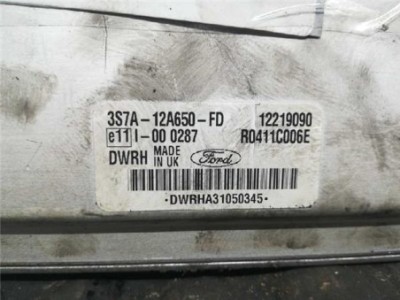 3S7A-12A650-FD 12219090
e11 I-00 0287 R0411C006E
DWRH MADE IN UK Ford
·DWRHA31050345·